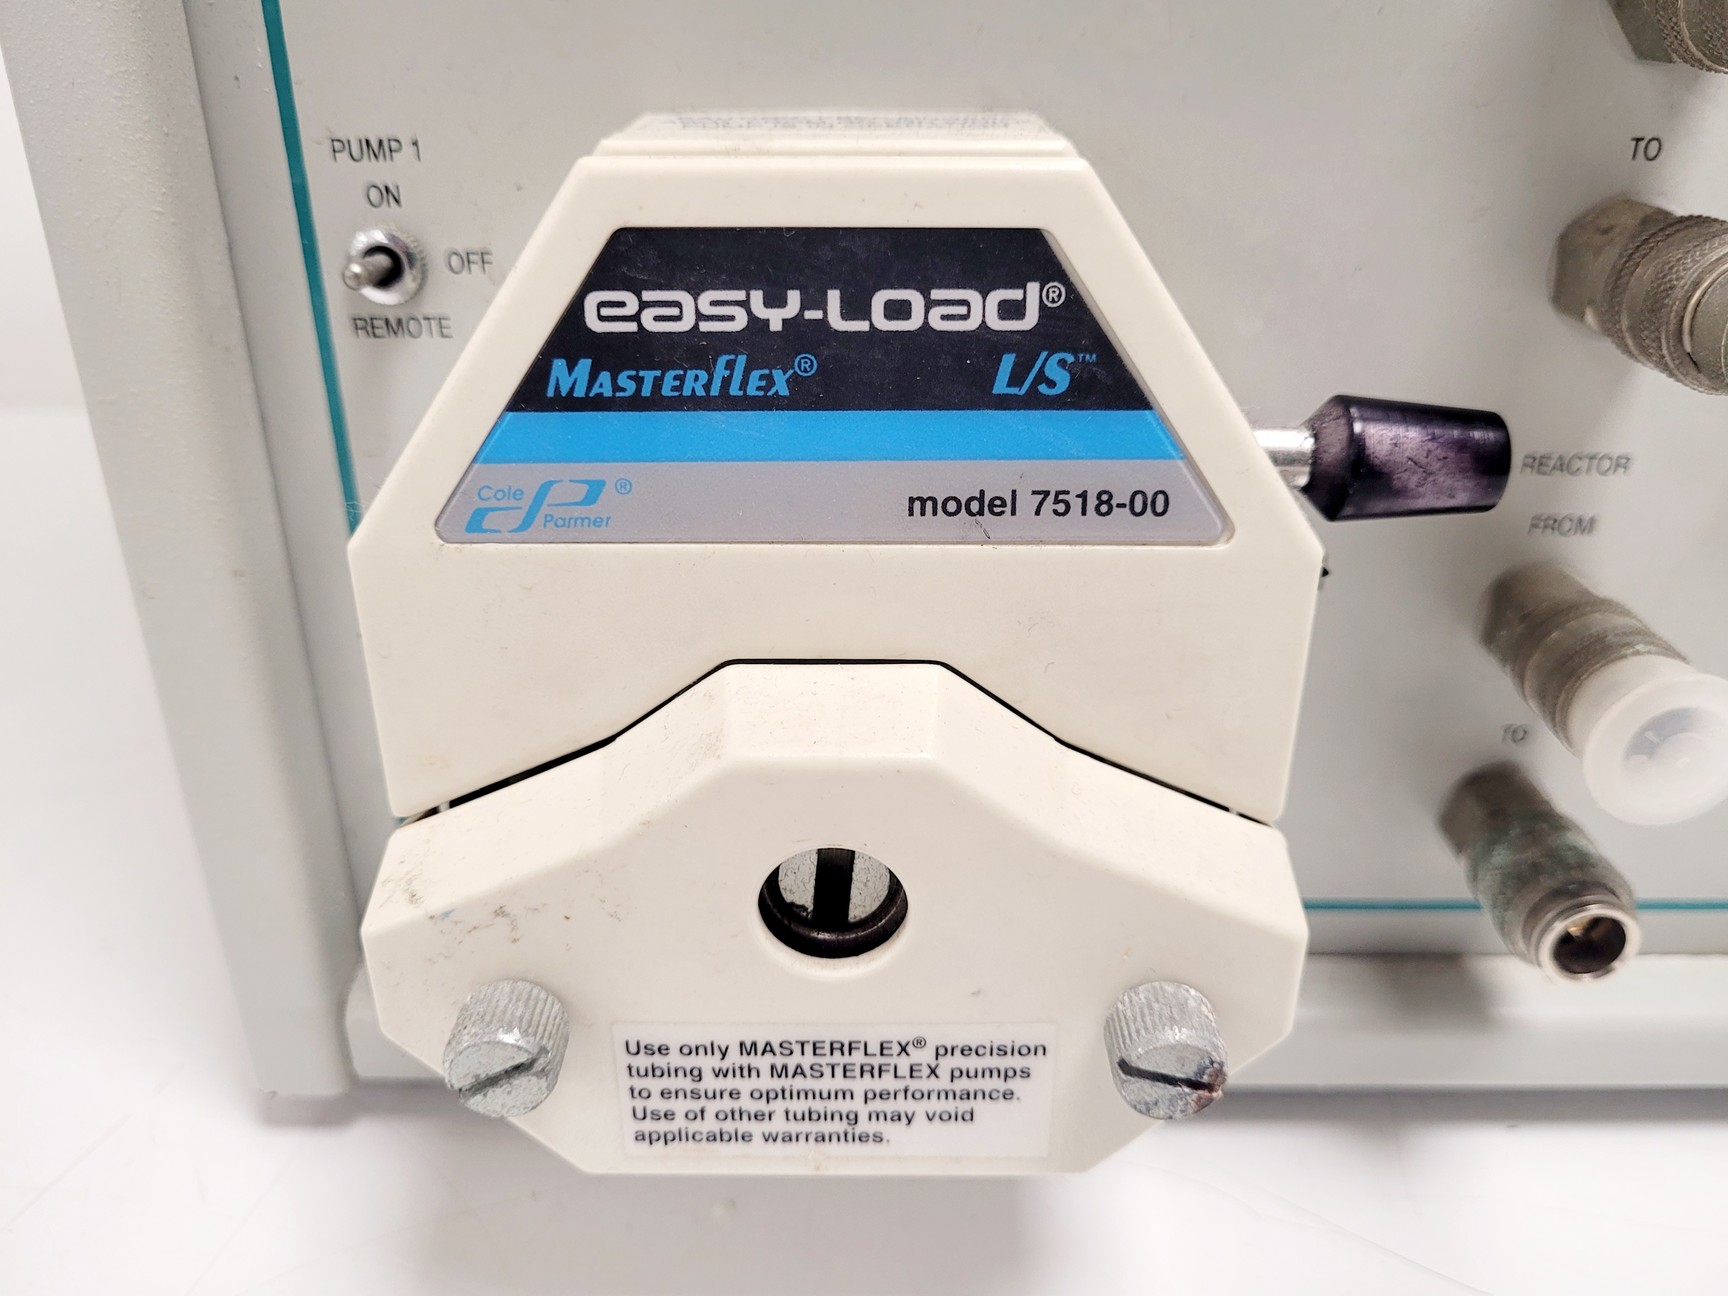 PUMP 1
ON
OFF
REMOTE
easy-LOAD®
MASTERFLEX® L/S™
Cole Parmer ®
model 7518-00
TO
REACTOR
FROM
TO
Use only MASTERFLEX® precision
tubing with MASTERFLEX pumps
to ensure optimum performance.
Use of other tubing may void
applicable warranties.